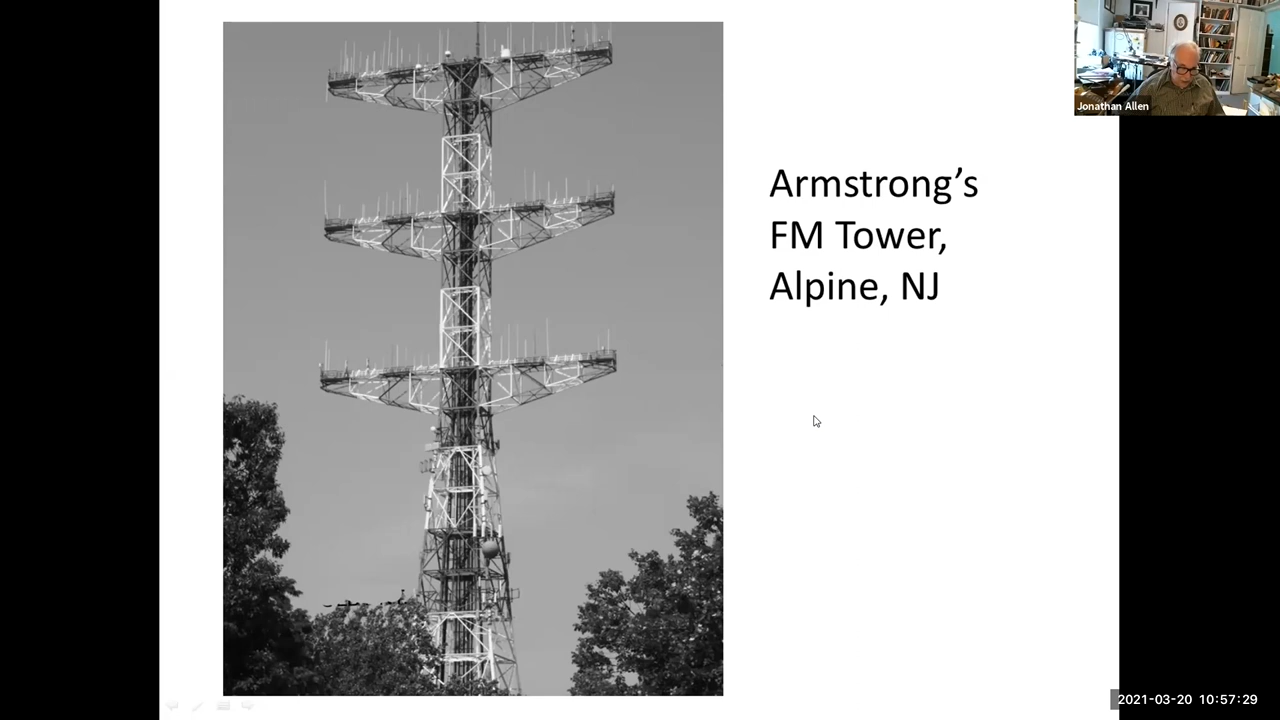 Jonathan Allen
Armstrong’s
FM Tower,
Alpine, NJ
2021-03-20 10:57:29